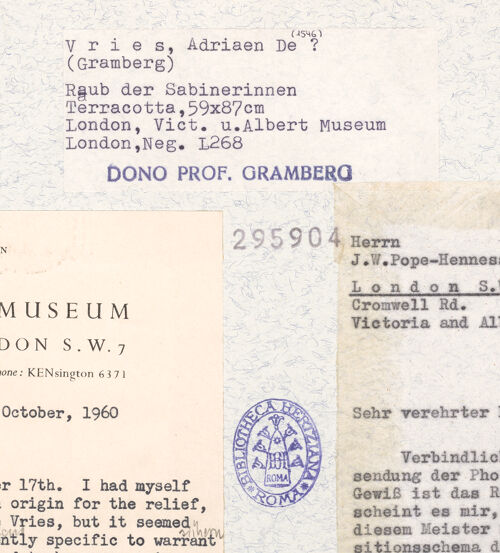 (1546)
Vries, Adriaen De ?
(Gramberg)
Raub der Sabinerinnen
Terracotta,59x87cm
London, Vict. u.Albert Museum
London,Neg. L268
DONO PROF. GRAMBERG
295904
N
MUSEUM
DON S.W.7
hone: KENsington 6371
October, 1960
er 17th. I had myself
origin for the relief,
Vries, but it seemed
ntly specific to warrant
BIBLIOTHECA HERTZIANA
ROMA
ROMA
Herrn
J.W.Pope-Henness
London S.W
Cromwell Rd.
Victoria and Al
Sehr verehrter
Verbindlic
sendung der Pho
Gewiß ist das R
scheint es mir,
diesem Meister
sitionsschema d